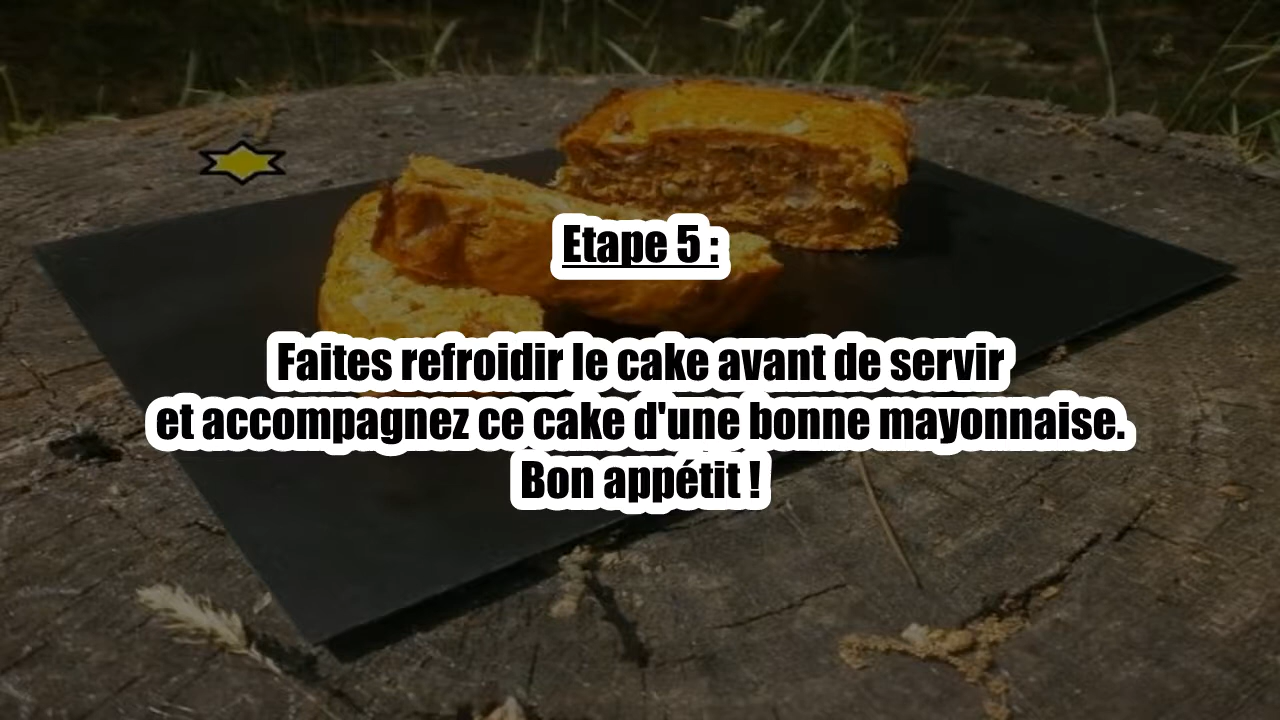 Etape 5 :
Faites refroidir le cake avant de servir
et accompagnez ce cake d'une bonne mayonnaise.
Bon appétit !